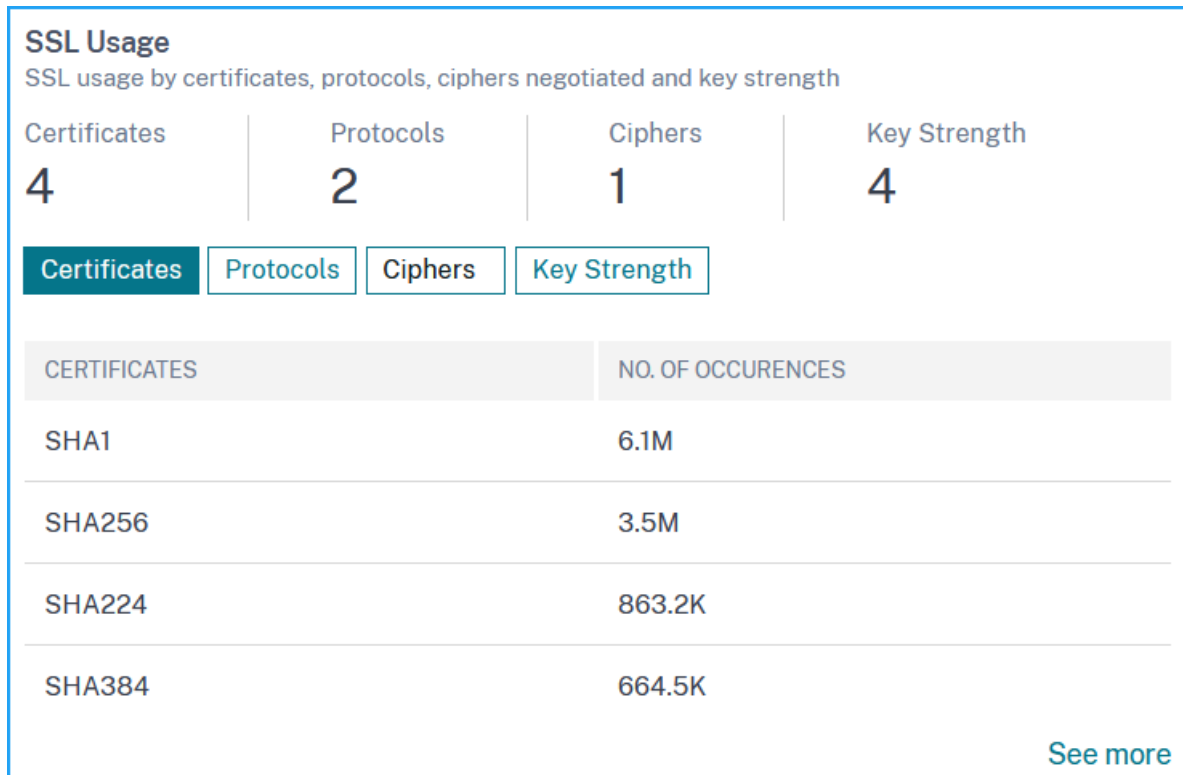 SSL Usage
SSL usage by certificates, protocols, ciphers negotiated and key strength
Certificates Protocols Ciphers Key Strength
4 2 1 4
Certificates Protocols Ciphers Key Strength
CERTIFICATES NO. OF OCCURENCES
SHA1 6.1M
SHA256 3.5M
SHA224 863.2K
SHA384 664.5K
See more